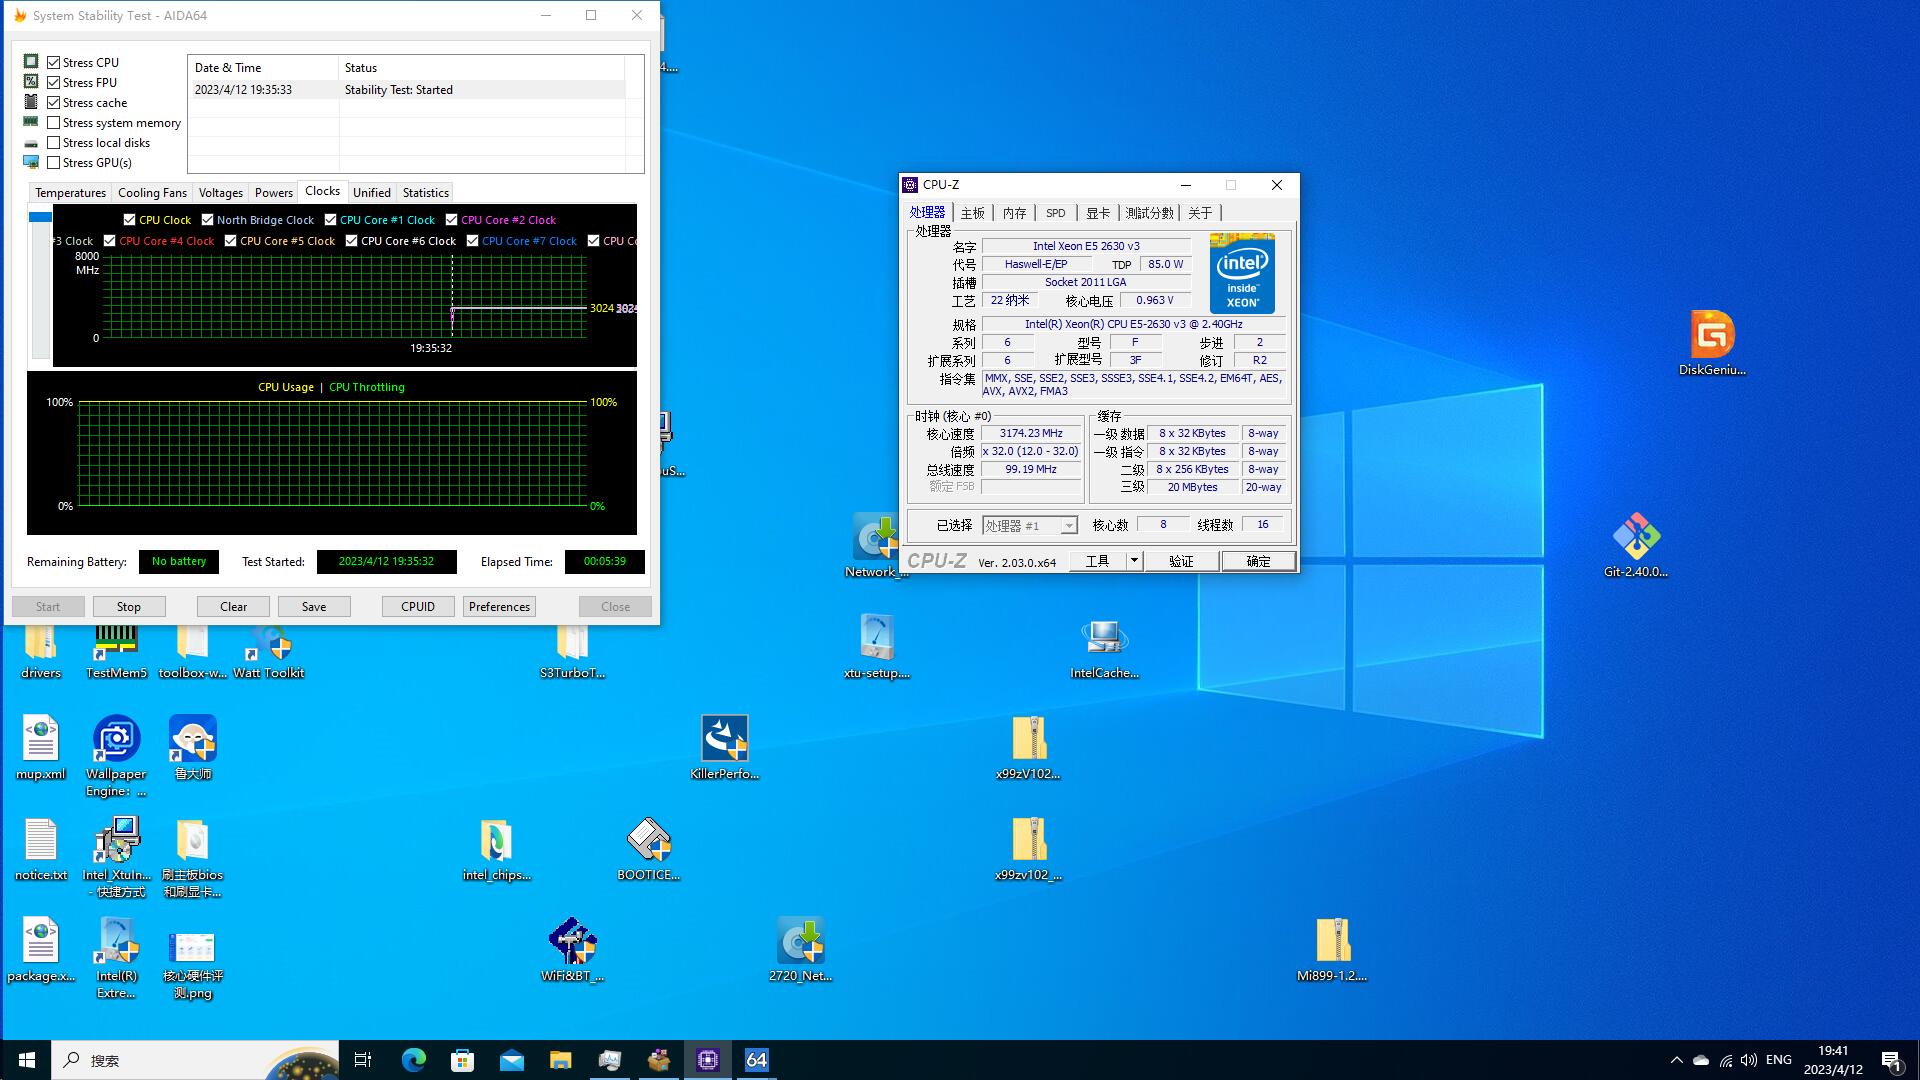 System Stability Test - AIDA64
Stress CPU
Stress FPU
Stress cache
Stress system memory
Stress local disks
Stress GPU(s)
Date & Time Status
2023/4/12 19:35:33 Stability Test: Started
Temperatures Cooling Fans Voltages Powers Clocks Unified Statistics
CPU Clock North Bridge Clock CPU Core #1 Clock CPU Core #2 Clock
#3 Clock CPU Core #4 Clock CPU Core #5 Clock CPU Core #6 Clock CPU Core #7 Clock CPU Co
8000
MHz
3024
0
19:35:32
CPU Usage | CPU Throttling
100% 100%
0% 0%
Remaining Battery: No battery Test Started: 2023/4/12 19:35:32 Elapsed Time: 00:05:39
Start Stop Clear Save CPUID Preferences Close
CPU-Z
处理器 主板 内存 SPD 显卡 测试分数 关于
处理器
名字 Intel Xeon E5 2630 v3
代号 Haswell-E/EP TDP 85.0 W
插槽 Socket 2011 LGA
工艺 22 纳米 核心电压 0.963 V
intel
inside™
XEON®
规格 Intel(R) Xeon(R) CPU E5-2630 v3 @ 2.40GHz
系列 6 型号 F 步进 2
扩展系列 6 扩展型号 3F 修订 R2
指令集 MMX, SSE, SSE2, SSE3, SSSE3, SSE4.1, SSE4.2, EM64T, AES,
AVX, AVX2, FMA3
时钟 (核心 #0) 缓存
核心速度 3174.23 MHz 一级 数据 8 x 32 KBytes 8-way
倍频 x 32.0 (12.0 - 32.0) 一级 指令 8 x 32 KBytes 8-way
总线速度 99.19 MHz 二级 8 x 256 KBytes 8-way
额定 FSB 三级 20 MBytes 20-way
已选择 处理器 #1 核心数 8 线程数 16
CPU-Z Ver. 2.03.0.x64 工具 验证 确定
4....
uS...
DiskGeniu...
Network_...
Git-2.40.0...
drivers
TestMem5
toolbox-w...
Watt Toolkit
S3TurboT...
xtu-setup....
IntelCache...
mup.xml
Wallpaper
Engine：...
鲁大师
KillerPerfo...
x99zV102...
notice.txt
Intel_XtuIn...
- 快捷方式
刷主板bios
和刷显卡...
intel_chips...
BOOTICE...
x99zv102_...
package.x...
Intel(R)
Extre...
核心硬件评
测.png
WiFi&BT_...
2720_Net...
Mi899-1.2....
搜索
64
ENG
19:41
2023/4/12
1